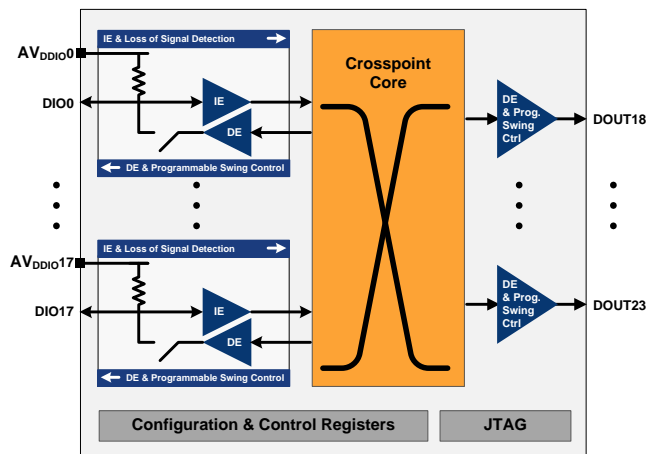 IE & Loss of Signal Detection
AVDDIO0
DIO0
IE
DE
DE & Programmable Swing Control
IE & Loss of Signal Detection
AVDDIO17
DIO17
IE
DE
DE & Programmable Swing Control
Crosspoint
Core
DE
& Prog.
Swing
Ctrl
DOUT18
DE
& Prog.
Swing
Ctrl
DOUT23
Configuration & Control Registers
JTAG